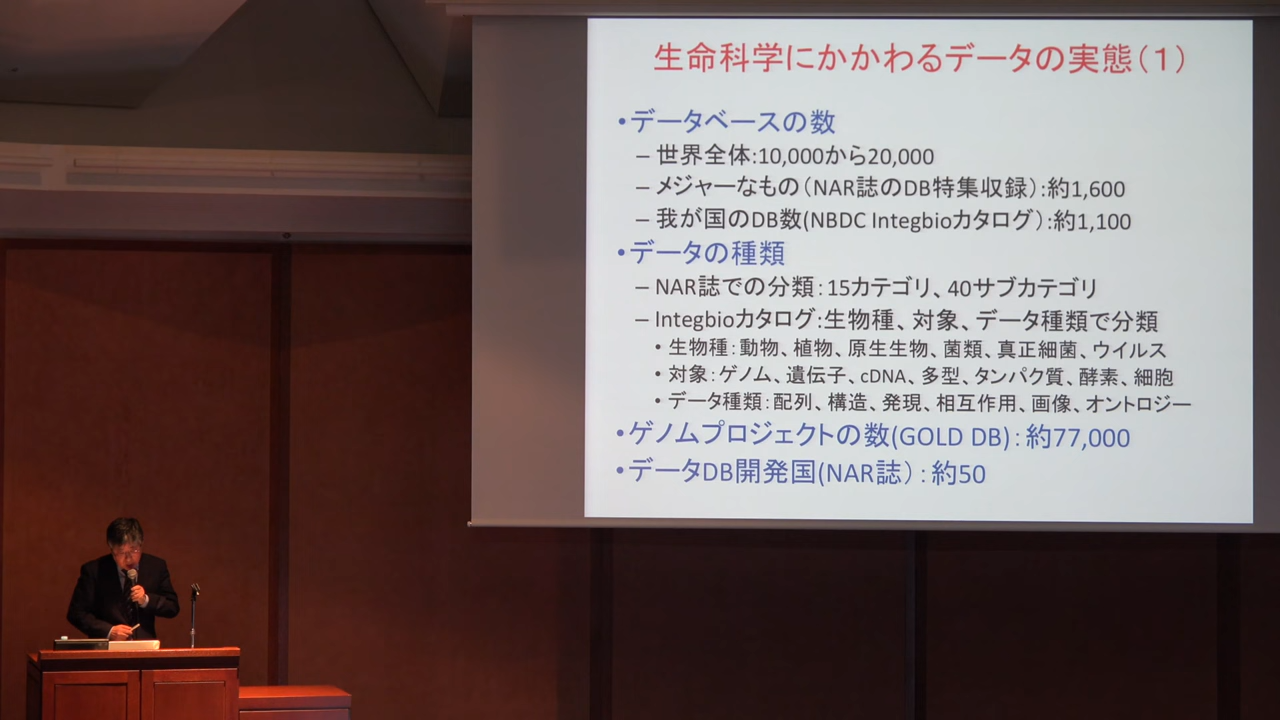 生命科学にかかわるデータの実態（１）
•データベースの数
– 世界全体:10,000から20,000
– メジャーなもの（NAR誌のDB特集収録）:約1,600
– 我が国のDB数(NBDC Integbioカタログ）:約1,100
•データの種類
– NAR誌での分類：15カテゴリ、40サブカテゴリ
– Integbioカタログ:生物種、対象、データ種類で分類
• 生物種：動物、植物、原生生物、菌類、真正細菌、ウイルス
• 対象：ゲノム、遺伝子、cDNA、多型、タンパク質、酵素、細胞
• データ種類：配列、構造、発現、相互作用、画像、オントロジー
•ゲノムプロジェクトの数(GOLD DB)：約77,000
•データDB開発国(NAR誌）：約50